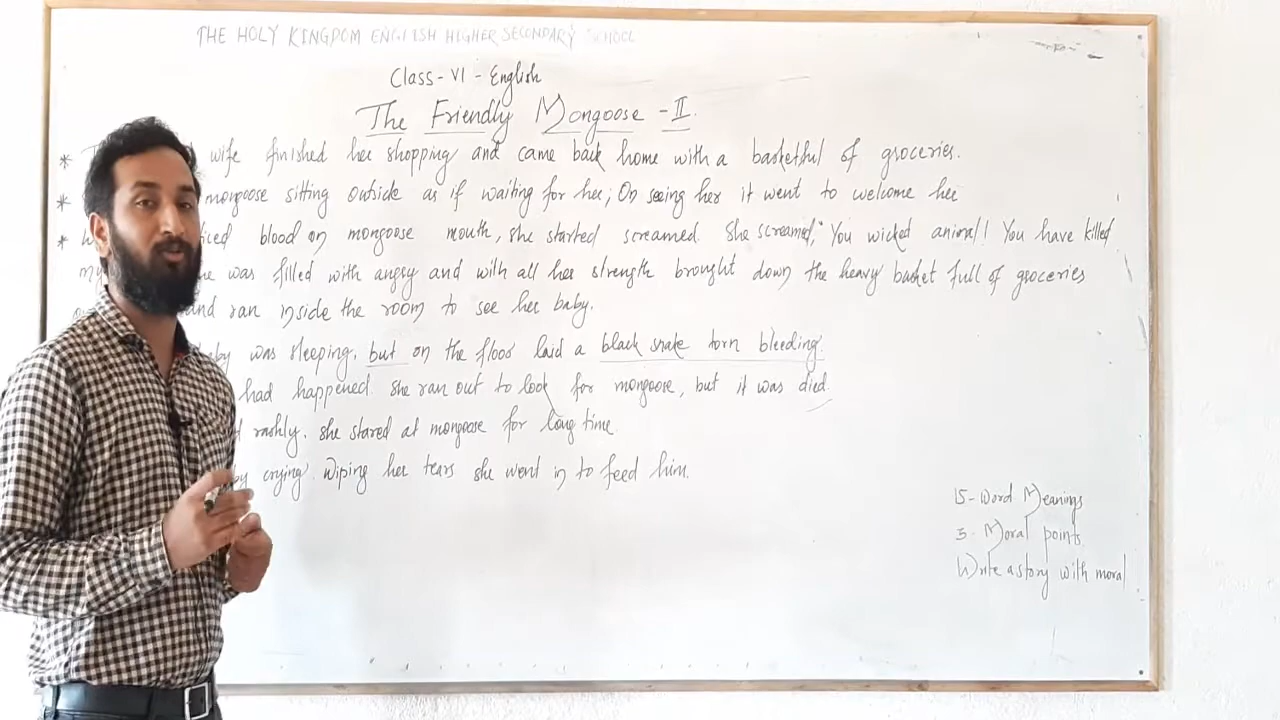 THE HOLY KINGDOM ENGLISH HIGHER SECONDARY SCHOOL
Class - VI - English
The Friendly Mongoose - II
* wife finished her shopping and came back home with a basketful of groceries.
* mongoose sitting outside as if waiting for her; On seeing her it went to welcome her
* blood on mongoose mouth, she started screamed. She screamed, "You wicked animal! You have killed
was filled with angry and with all her strength brought down the heavy basket full of groceries
and ran inside the room to see her baby.
baby was sleeping, but on the floor laid a black snake torn bleeding
had happened. she ran out to look for mongoose, but it was died.
rashly. she stared at mongoose for long time.
crying. Wiping her tears she went in to feed him.
15 - Word Meanings
3 - Moral points
Write a story with moral